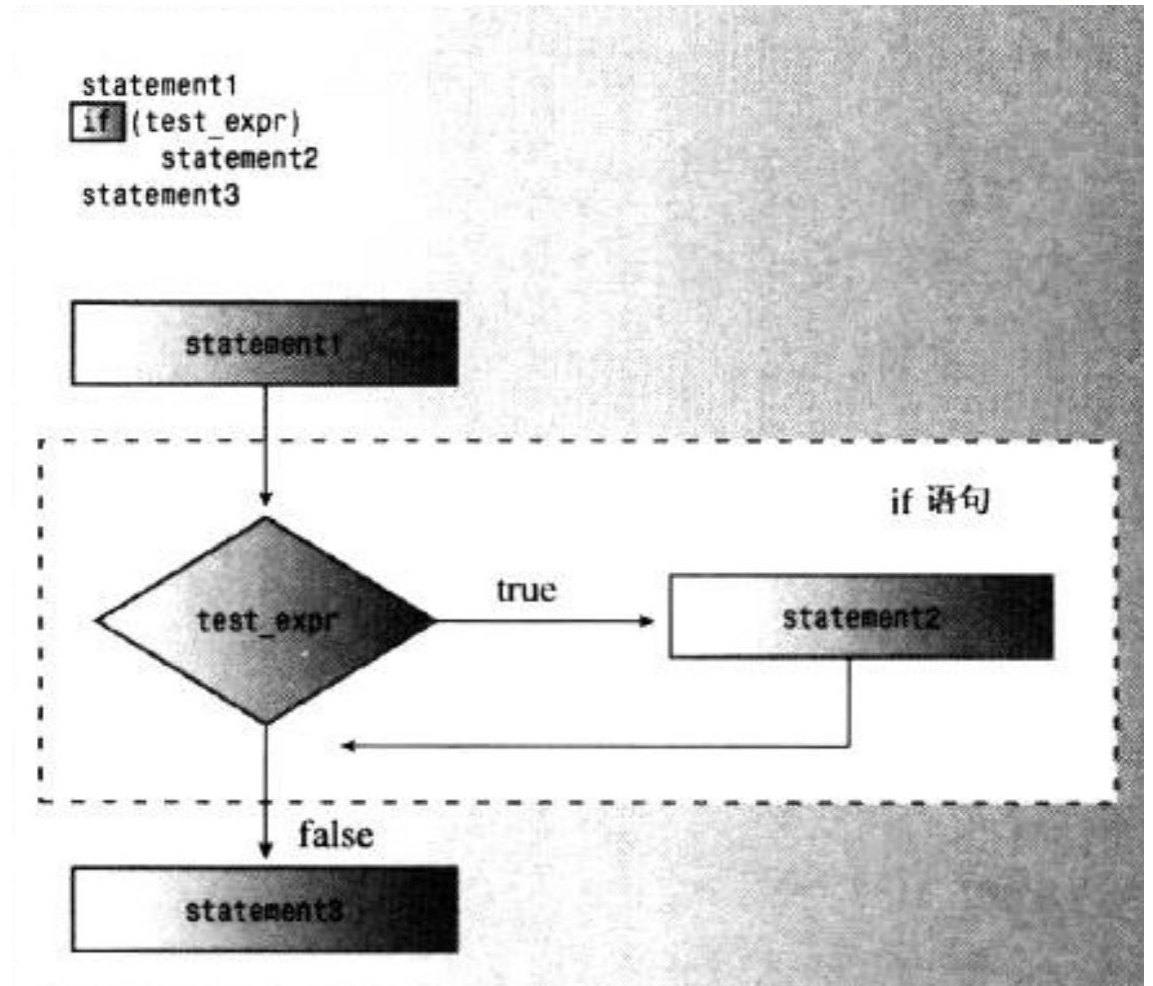 statement1
if (test_expr)
statement2
statement3
statement1
if 语句
true
test_expr
statement2
false
statement3